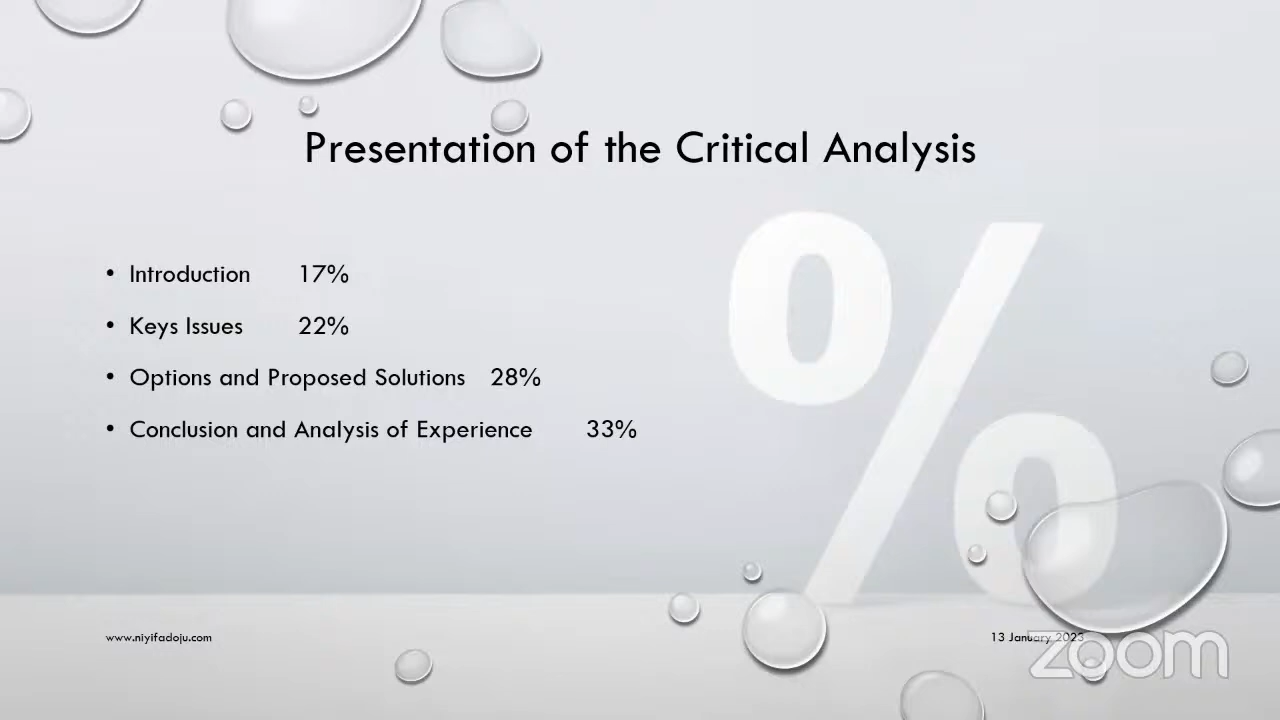 Presentation of the Critical Analysis
• Introduction 17%
• Keys Issues 22%
• Options and Proposed Solutions 28%
• Conclusion and Analysis of Experience 33%
%
www.niyifadoju.com
13 January 2023
zoom